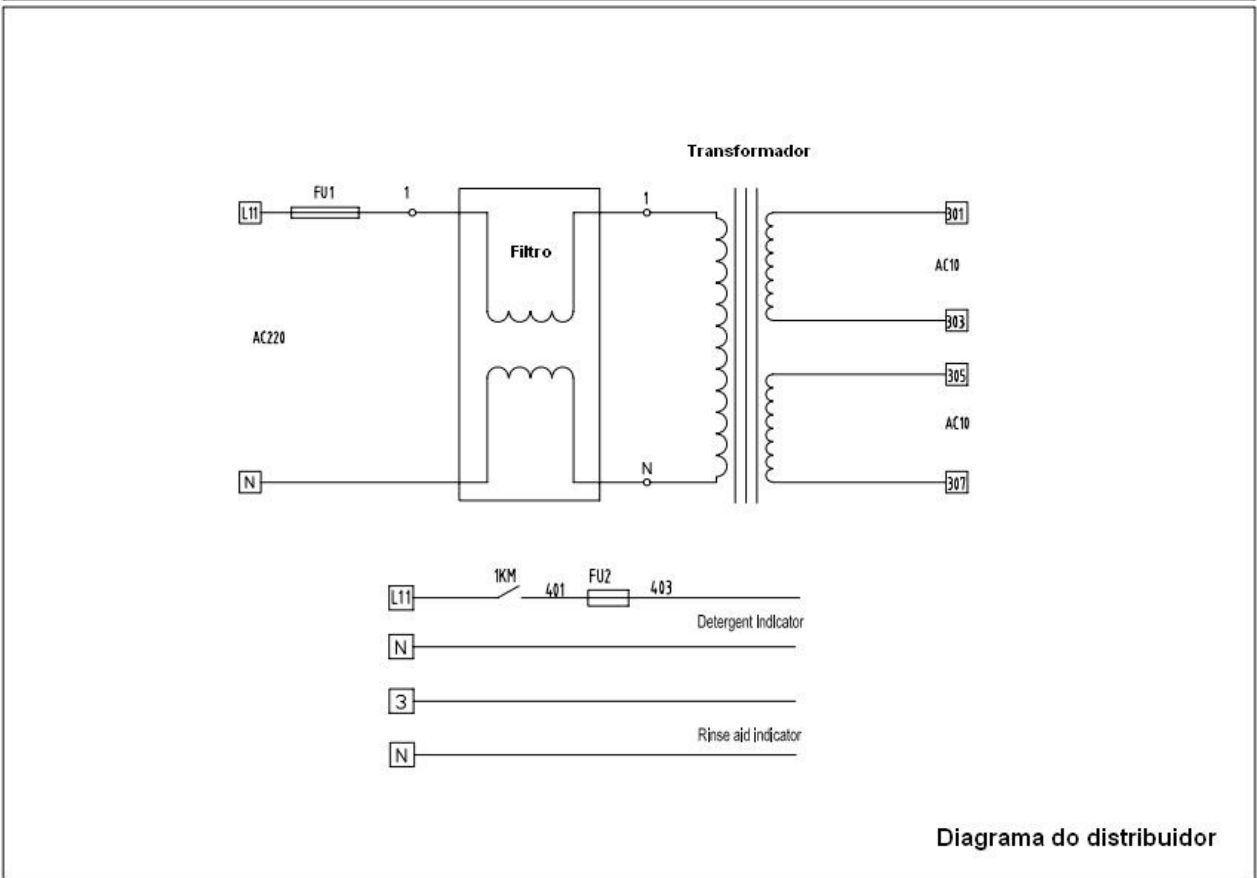 Transformador
L11
FU1
1
1
301
Filtro
AC10
303
AC220
305
AC10
N
N
307
L11
1KM
401
FU2
403
Detergent Indicator
N
3
Rinse aid indicator
N
Diagrama do distribuidor